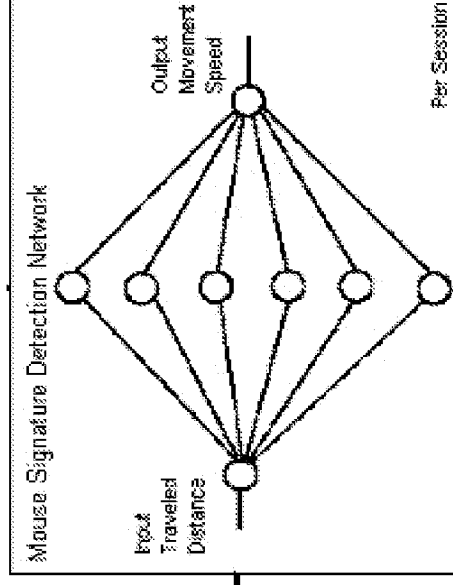 Mouse Signature Detection Network
Input
Traveled
Distance
Output
Movement
Speed
Per Session